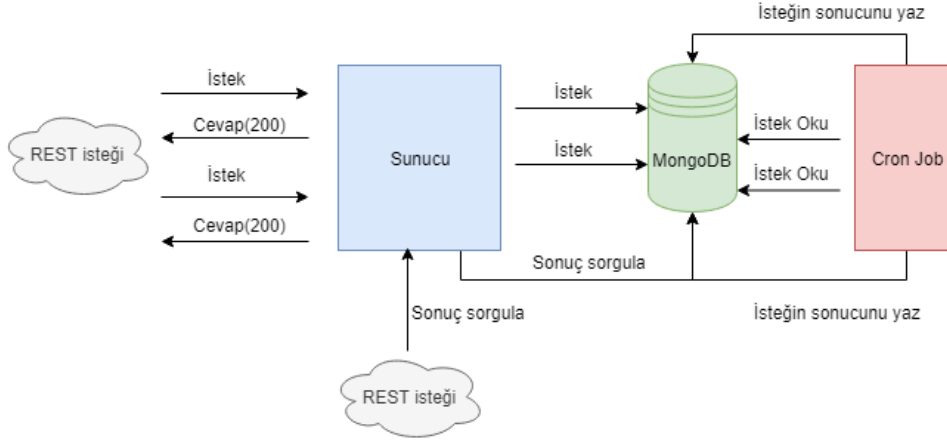 İsteğin sonucunu yaz
İstek
İstek
Cevap(200)
REST isteği
Sunucu
İstek
MongoDB
İstek Oku
Cron Job
İstek
İstek Oku
Cevap(200)
Sonuç sorgula
Sonuç sorgula
İsteğin sonucunu yaz
REST isteği